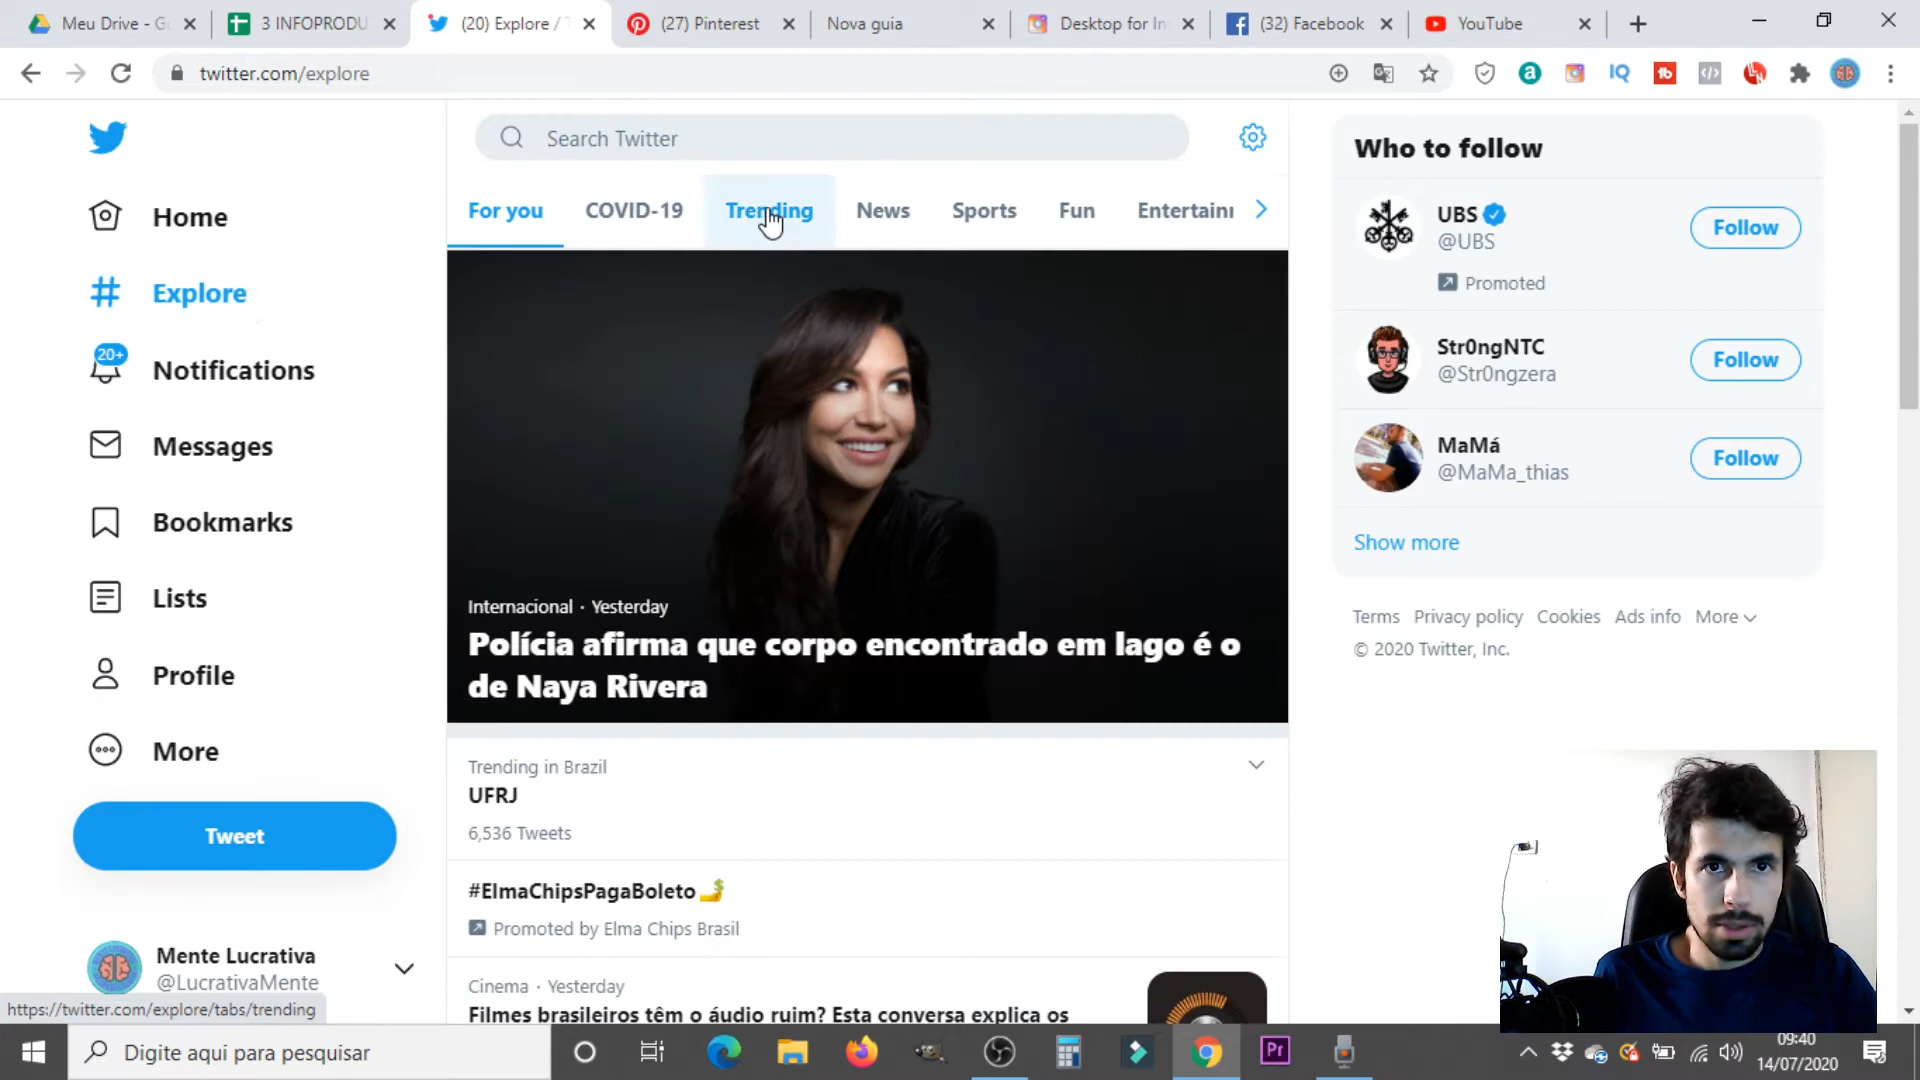 Meu Drive - Go
3 INFOPRODU
(20) Explore / T
(27) Pinterest
Nova guia
Desktop for In
(32) Facebook
YouTube
twitter.com/explore
Search Twitter
For you
COVID-19
Trending
News
Sports
Fun
Entertainı
Home
Explore
20+
Notifications
Messages
Bookmarks
Lists
Profile
More
Tweet
Mente Lucrativa
@LucrativaMente
Internacional · Yesterday
Polícia afirma que corpo encontrado em lago é o
de Naya Rivera
Trending in Brazil
UFRJ
6,536 Tweets
#ElmaChipsPagaBoleto
Promoted by Elma Chips Brasil
Cinema · Yesterday
Filmes brasileiros têm o áudio ruim? Esta conversa explica os
Who to follow
UBS
@UBS
Promoted
Follow
Str0ngNTC
@Str0ngzera
Follow
MaMá
@MaMa_thias
Follow
Show more
Terms Privacy policy Cookies Ads info More
© 2020 Twitter, Inc.
https://twitter.com/explore/tabs/trending
Digite aqui para pesquisar
Pr
09:40
14/07/2020